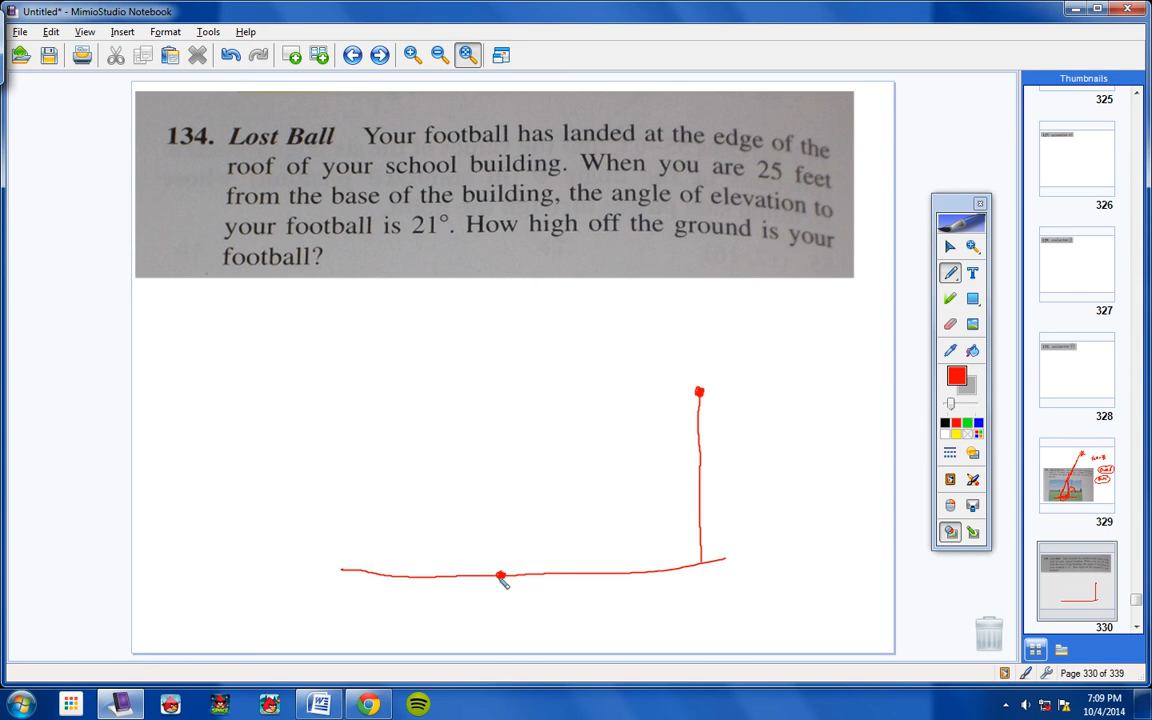 Untitled* - MimioStudio Notebook
File Edit View Insert Format Tools Help
134. Lost Ball Your football has landed at the edge of the
roof of your school building. When you are 25 feet
from the base of the building, the angle of elevation to
your football is 21°. How high off the ground is your
football?
Thumbnails
325
326
327
328
329
330
Page 330 of 339
7:09 PM
10/4/2014